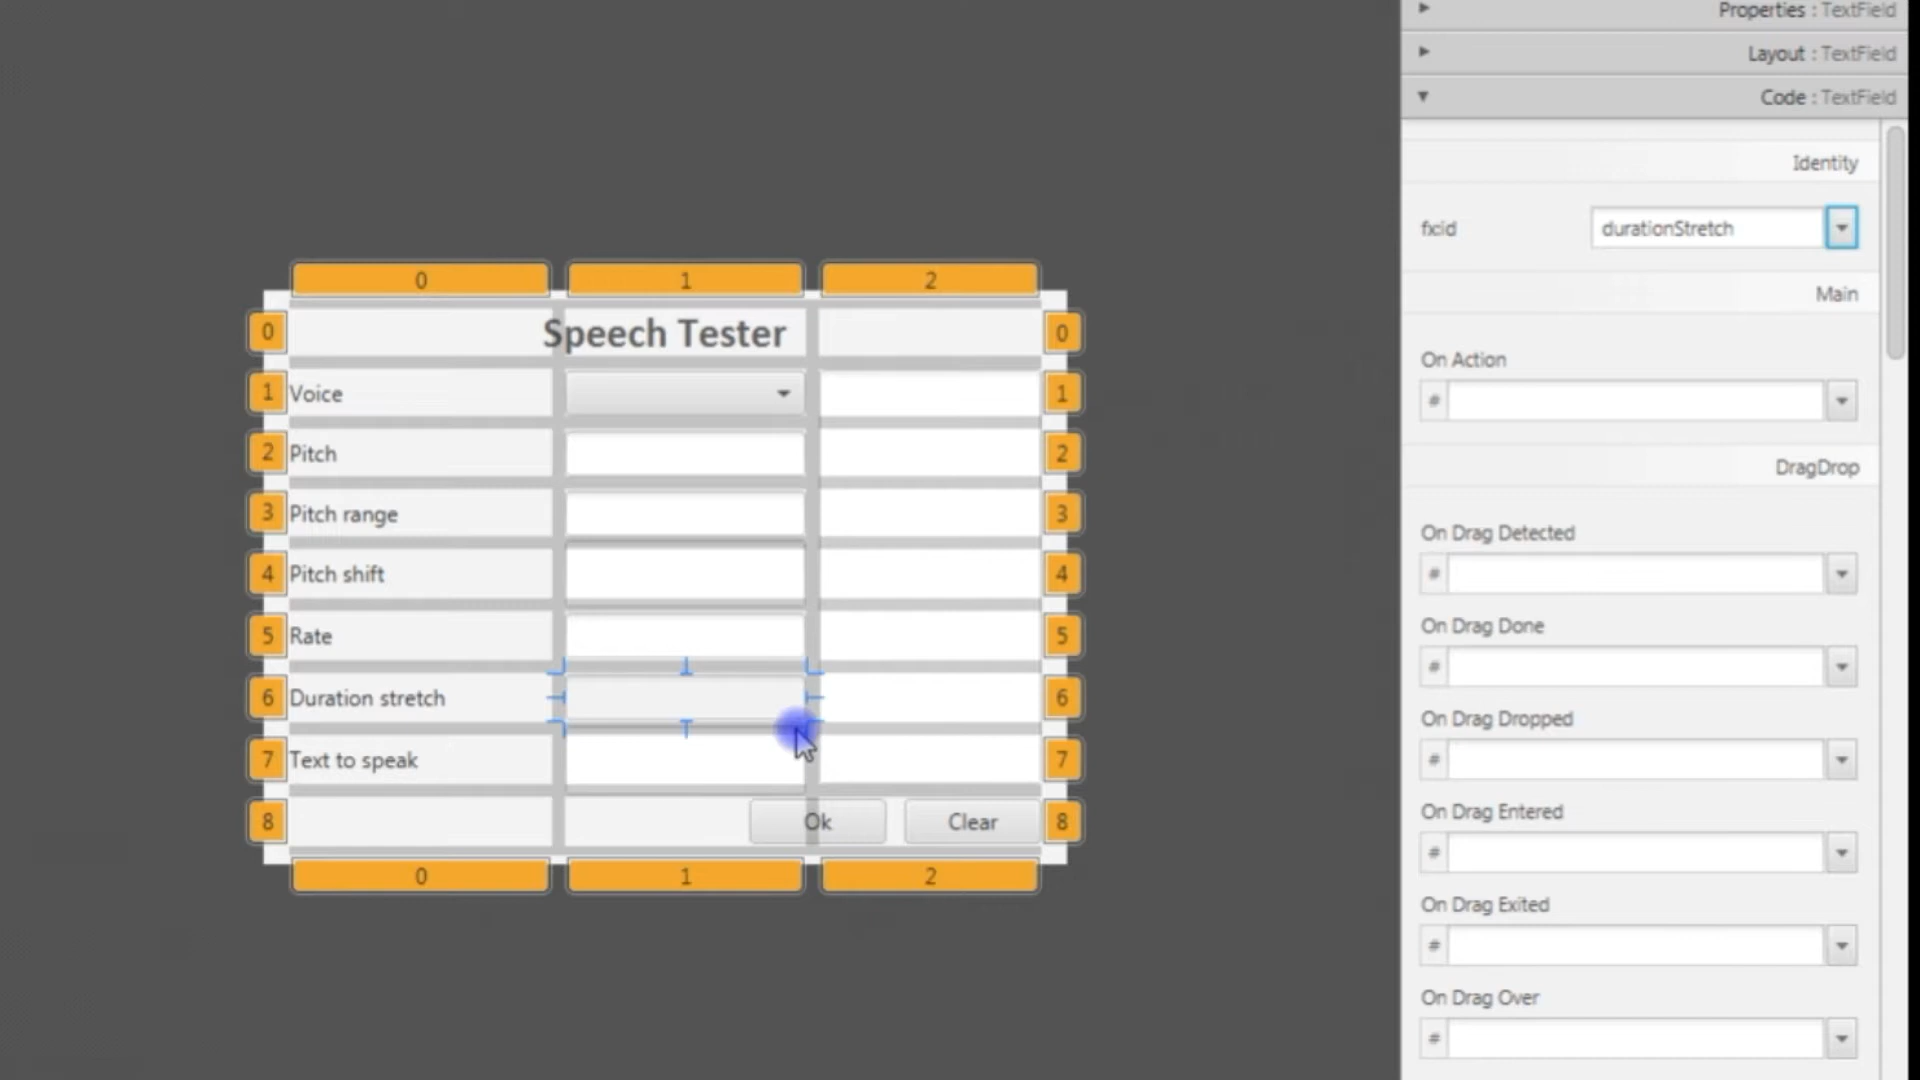 Properties : TextField
Layout : TextField
Code : TextField
Identity
fx:id durationStretch
Main
On Action
#
DragDrop
On Drag Detected
#
On Drag Done
#
On Drag Dropped
#
On Drag Entered
#
On Drag Exited
#
On Drag Over
#
0 1 2
0 Speech Tester 0
1 Voice 1
2 Pitch 2
3 Pitch range 3
4 Pitch shift 4
5 Rate 5
6 Duration stretch 6
7 Text to speak 7
8 Ok Clear 8
0 1 2